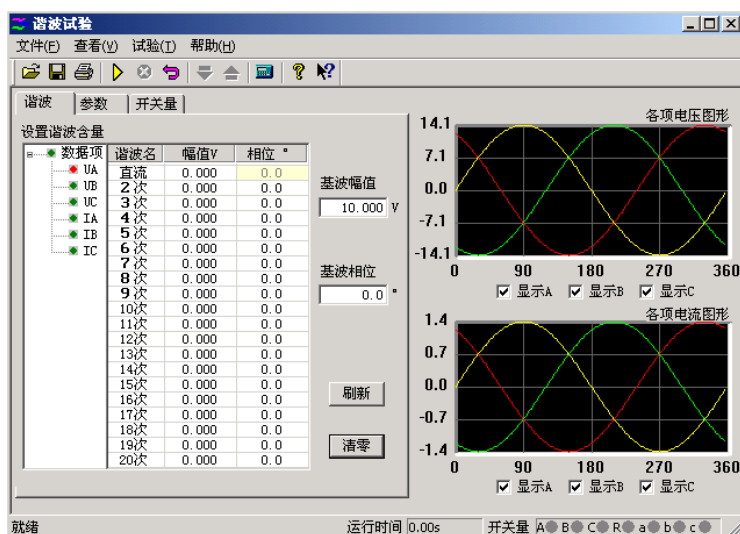 谐波试验
文件(F) 查看(V) 试验(T) 帮助(H)
谐波 参数 开关量
设置谐波含量
数据项
UA
UB
UC
IA
IB
IC
谐波名 幅值V 相位 °
直流 0.000 0.0
2次 0.000 0.0
3次 0.000 0.0
4次 0.000 0.0
5次 0.000 0.0
6次 0.000 0.0
7次 0.000 0.0
8次 0.000 0.0
9次 0.000 0.0
10次 0.000 0.0
11次 0.000 0.0
12次 0.000 0.0
13次 0.000 0.0
14次 0.000 0.0
15次 0.000 0.0
16次 0.000 0.0
17次 0.000 0.0
18次 0.000 0.0
19次 0.000 0.0
20次 0.000 0.0
基波幅值
10.000 V
基波相位
0.0 °
刷新
清零
各项电压图形
14.1
7.1
0.0
-7.1
-14.1
0 90 180 270 360
显示A 显示B 显示C
各项电流图形
1.4
0.7
0.0
-0.7
-1.4
0 90 180 270 360
显示A 显示B 显示C
就绪 运行时间 0.00s 开关量 A B C R a b c